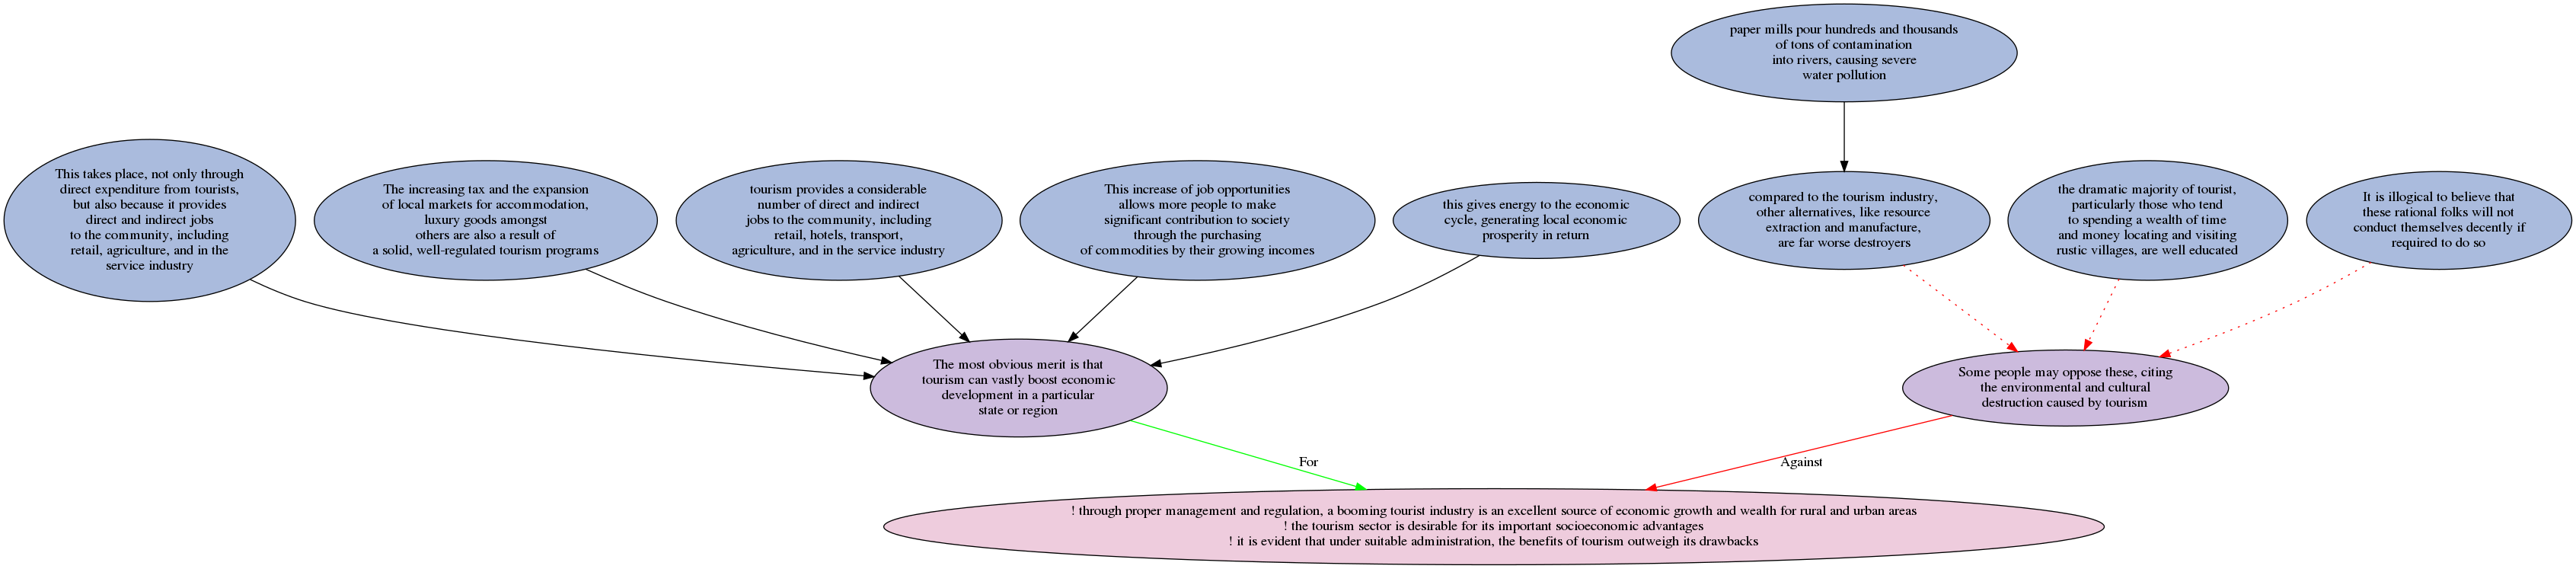 paper mills pour hundreds and thousands
of tons of contamination
into rivers, causing severe
water pollution
This takes place, not only through
direct expenditure from tourists,
but also because it provides
direct and indirect jobs
to the community, including
retail, agriculture, and in the
service industry
The increasing tax and the expansion
of local markets for accommodation,
luxury goods amongst
others are also a result of
a solid, well-regulated tourism programs
tourism provides a considerable
number of direct and indirect
jobs to the community, including
retail, hotels, transport,
agriculture, and in the service industry
This increase of job opportunities
allows more people to make
significant contribution to society
through the purchasing
of commodities by their growing incomes
this gives energy to the economic
cycle, generating local economic
prosperity in return
compared to the tourism industry,
other alternatives, like resource
extraction and manufacture,
are far worse destroyers
the dramatic majority of tourist,
particularly those who tend
to spending a wealth of time
and money locating and visiting
rustic villages, are well educated
It is illogical to believe that
these rational folks will not
conduct themselves decently if
required to do so
The most obvious merit is that
tourism can vastly boost economic
development in a particular
state or region
Some people may oppose these, citing
the environmental and cultural
destruction caused by tourism
For
Against
! through proper management and regulation, a booming tourist industry is an excellent source of economic growth and wealth for rural and urban areas
! the tourism sector is desirable for its important socioeconomic advantages
! it is evident that under suitable administration, the benefits of tourism outweigh its drawbacks